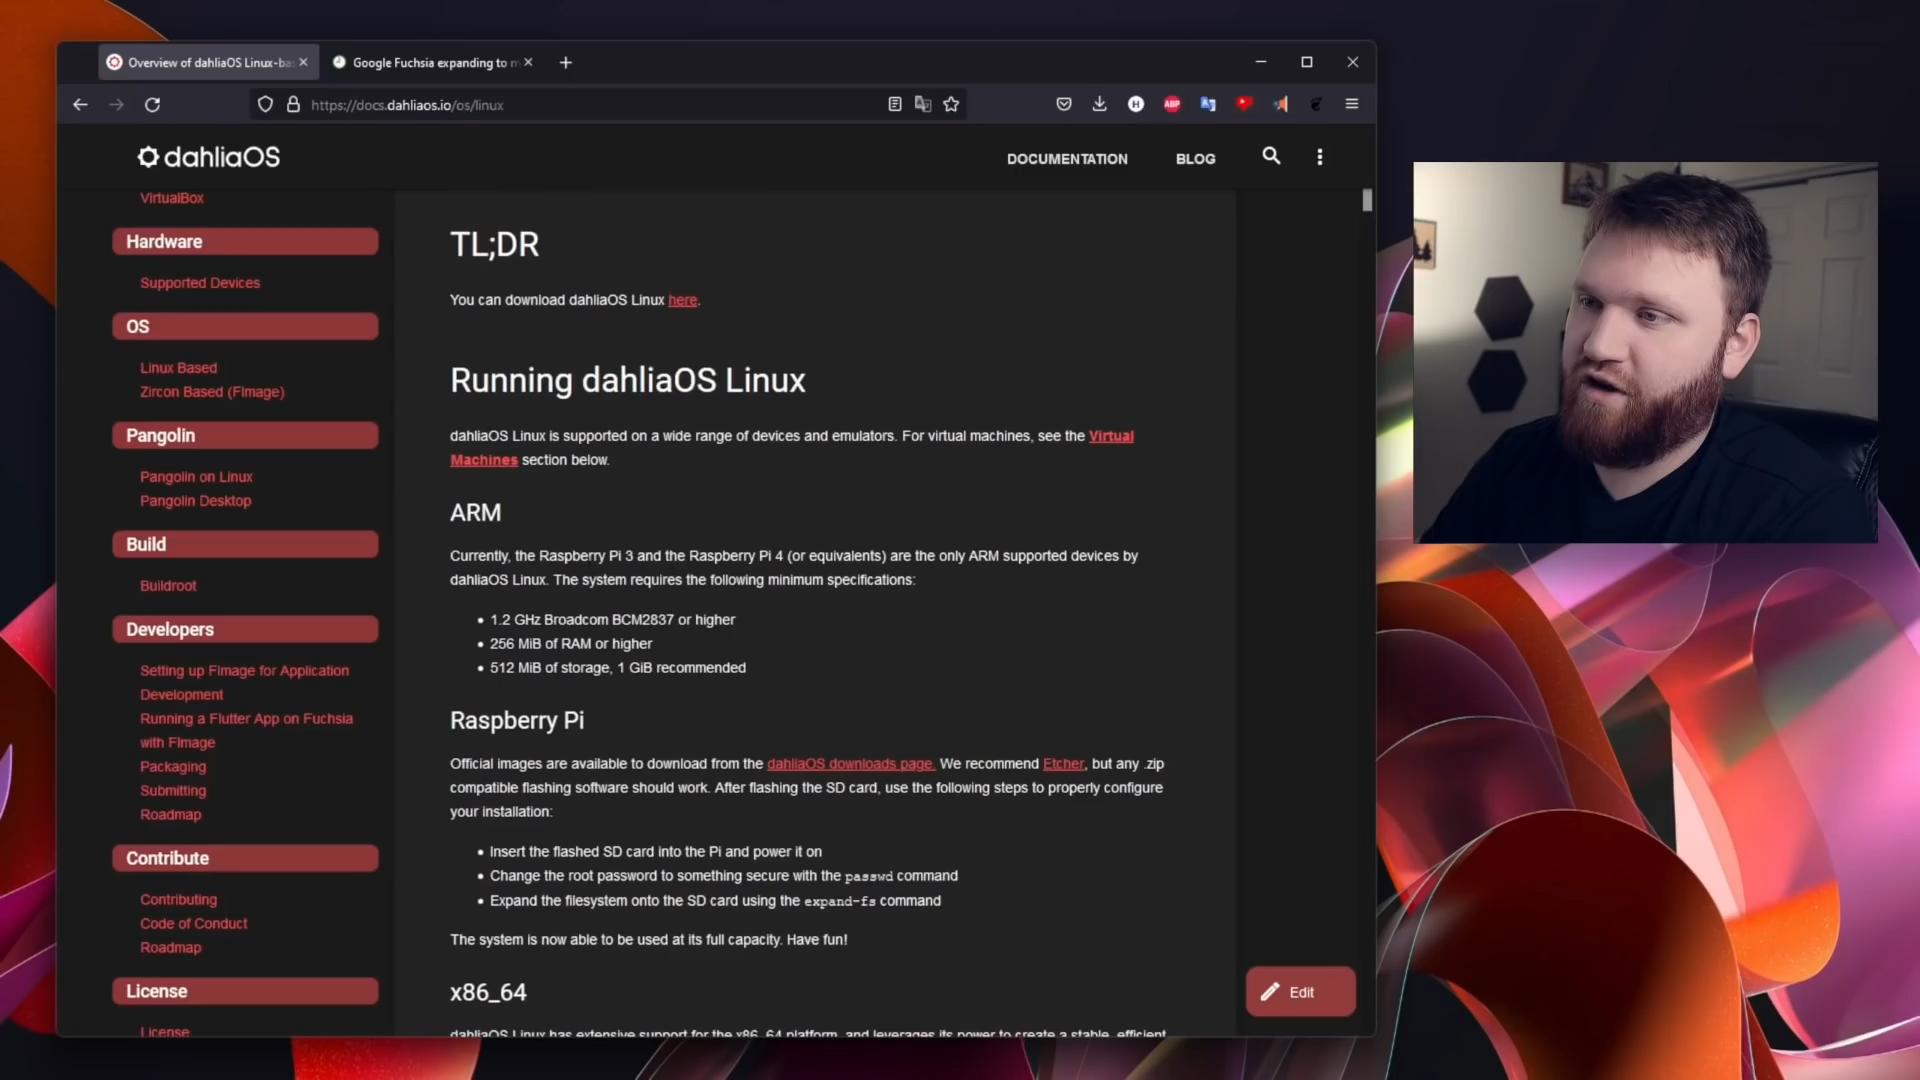 Overview of dahliaOS Linux-ba
Google Fuchsia expanding to m
https://docs.dahliaos.io/os/linux
H
ABP
dahliaOS
DOCUMENTATION
BLOG
VirtualBox
Hardware
Supported Devices
OS
Linux Based
Zircon Based (FImage)
Pangolin
Pangolin on Linux
Pangolin Desktop
Build
Buildroot
Developers
Setting up FImage for Application
Development
Running a Flutter App on Fuchsia
with FImage
Packaging
Submitting
Roadmap
Contribute
Contributing
Code of Conduct
Roadmap
License
License
TL;DR
You can download dahliaOS Linux here.
Running dahliaOS Linux
dahliaOS Linux is supported on a wide range of devices and emulators. For virtual machines, see the Virtual
Machines section below.
ARM
Currently, the Raspberry Pi 3 and the Raspberry Pi 4 (or equivalents) are the only ARM supported devices by
dahliaOS Linux. The system requires the following minimum specifications:
• 1.2 GHz Broadcom BCM2837 or higher
• 256 MiB of RAM or higher
• 512 MiB of storage, 1 GiB recommended
Raspberry Pi
Official images are available to download from the dahliaOS downloads page. We recommend Etcher, but any .zip
compatible flashing software should work. After flashing the SD card, use the following steps to properly configure
your installation:
• Insert the flashed SD card into the Pi and power it on
• Change the root password to something secure with the passwd command
• Expand the filesystem onto the SD card using the expand-fs command
The system is now able to be used at its full capacity. Have fun!
x86_64
dahliaOS Linux has extensive support for the x86_64 platform, and leverages its power to create a stable, efficient
Edit